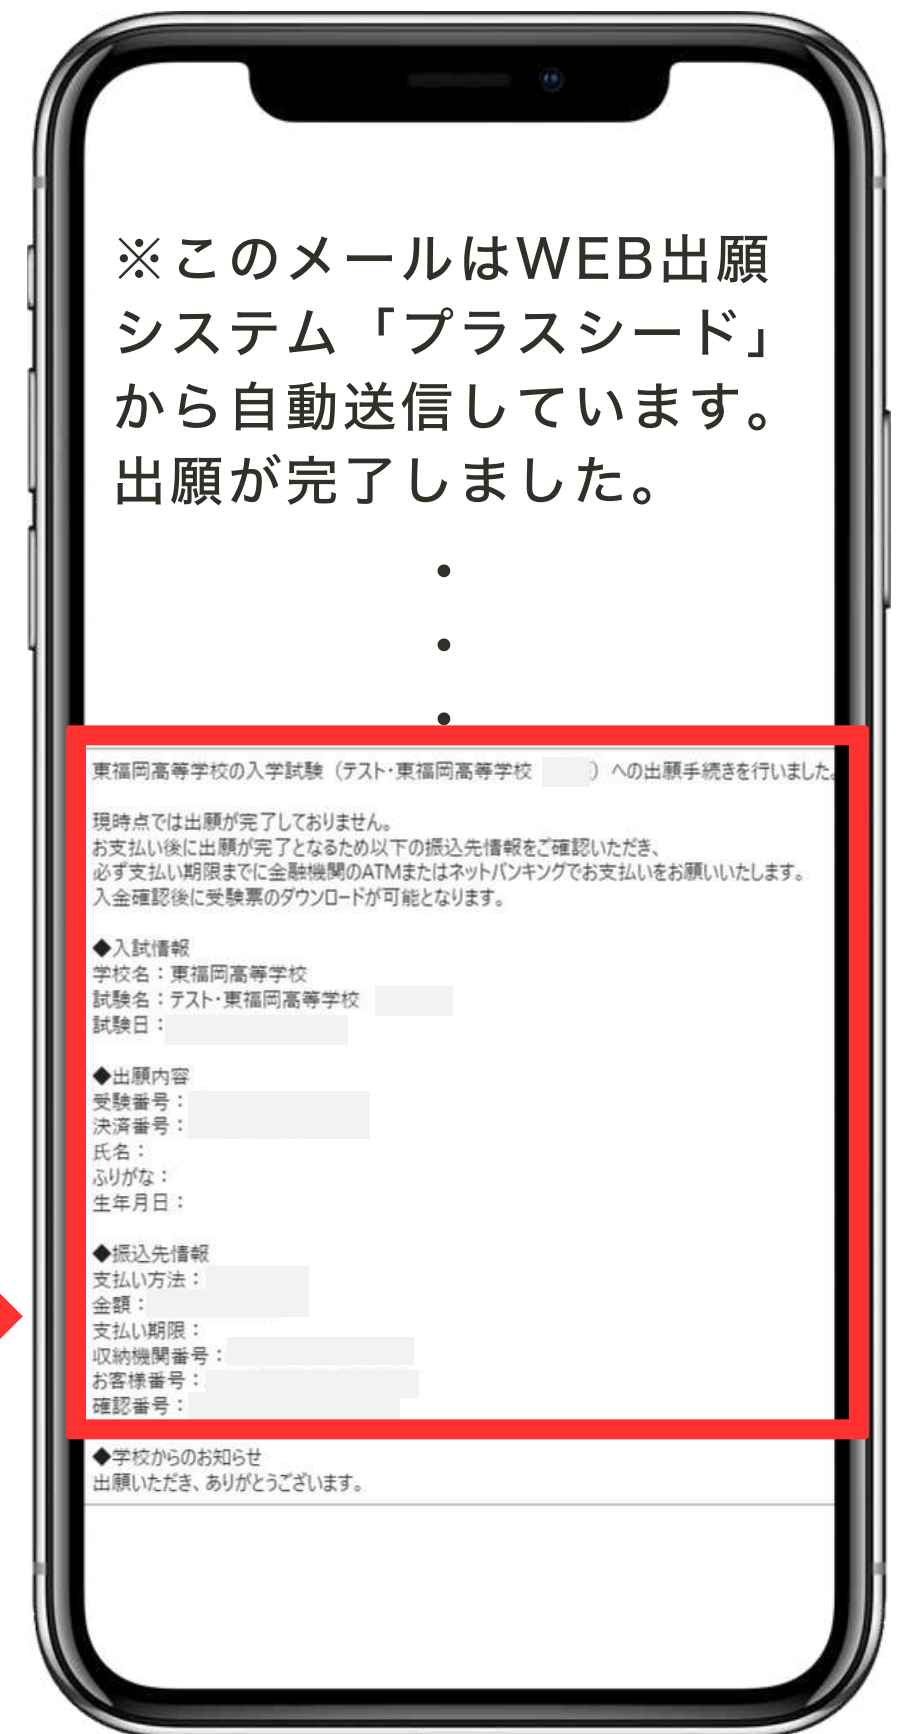 ※このメールはWEB出願
システム「プラスシード」
から自動送信しています。
出願が完了しました。
・
・
・
東福岡高等学校の入学試験（テスト・東福岡高等学校　　）への出願手続きを行いました。
現時点では出願が完了しておりません。
お支払い後に出願が完了となるため以下の振込先情報をご確認いただき、
必ず支払い期限までに金融機関のATMまたはネットバンキングでお支払いをお願いいたします。
入金確認後に受験票のダウンロードが可能となります。
◆入試情報
学校名：東福岡高等学校
試験名：テスト・東福岡高等学校
試験日：
◆出願内容
受験番号：
決済番号：
氏名：
ふりがな：
生年月日：
◆振込先情報
支払い方法：
金額：
支払い期限：
収納機関番号：
お客様番号：
確認番号：
◆学校からのお知らせ
出願いただき、ありがとうございます。